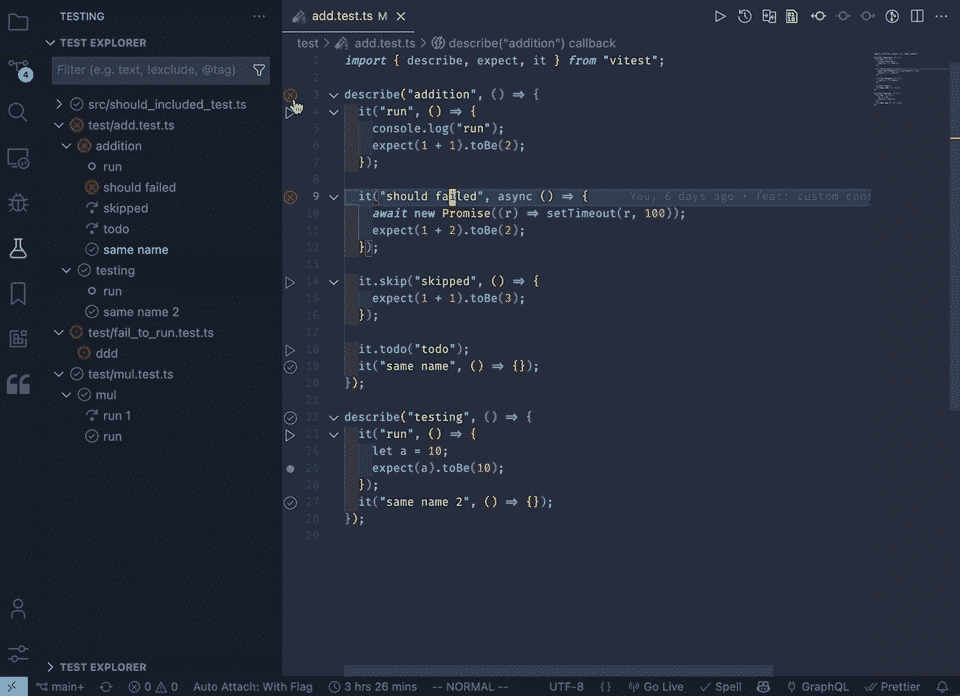 TESTING
TEST EXPLORER
Filter (e.g. text, !exclude, @tag)
4
src/should_included_test.ts
test/add.test.ts
addition
run
should failed
skipped
todo
same name
testing
run
same name 2
test/fail_to_run.test.ts
ddd
test/mul.test.ts
mul
run 1
run
TEST EXPLORER
add.test.ts M
test > add.test.ts > describe("addition") callback
1 import { describe, expect, it } from "vitest";
2
3 describe("addition", () => {
4 it("run", () => {
5 console.log("run");
6 expect(1 + 1).toBe(2);
7 });
8
9 it("should failed", async () => { You, 6 days ago • feat: custom con
10 await new Promise((r) => setTimeout(r, 100));
11 expect(1 + 2).toBe(2);
12 });
13
14 it.skip("skipped", () => {
15 expect(1 + 1).toBe(3);
16 });
17
18 it.todo("todo");
19 it("same name", () => {});
20 });
21
22 describe("testing", () => {
23 it("run", () => {
24 let a = 10;
25 expect(a).toBe(10);
26 });
27 it("same name 2", () => {});
28 });
29
main+ 0 0 Auto Attach: With Flag 3 hrs 26 mins -- NORMAL -- UTF-8 {} Go Live Spell GraphQL Prettier